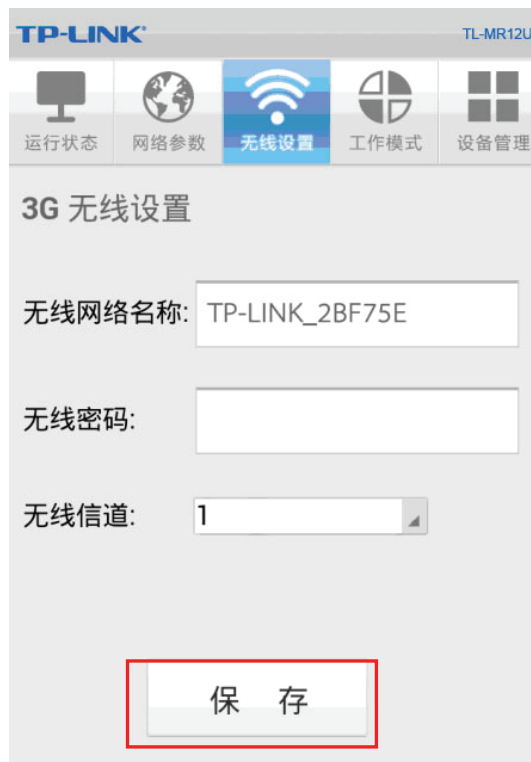 TP-LINK
TL-MR12U
运行状态 网络参数 无线设置 工作模式 设备管理
3G 无线设置
无线网络名称: TP-LINK_2BF75E
无线密码:
无线信道: 1
保 存